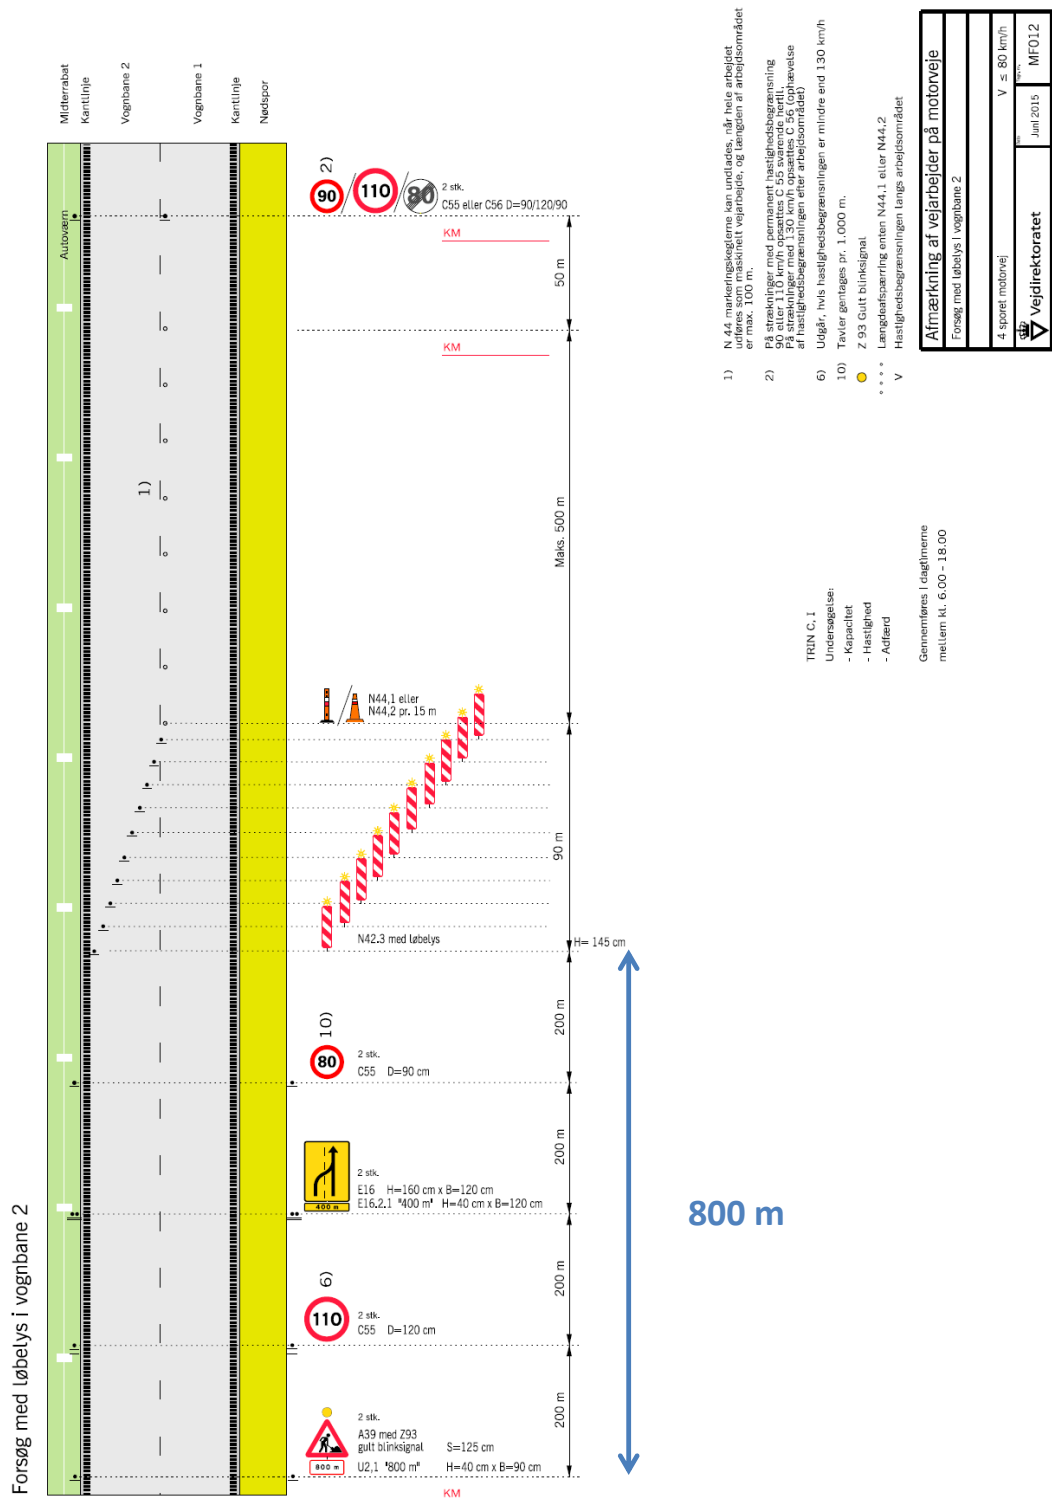 Forsøg med løbelys i vognbane 2
Midterrabat
Kantlinje
Vognbane 2
Vognbane 1
Kantlinje
Nødspor
Autoværn
2)
90
110
80
2 stk.
C55 eller C56 D=90/120/90
KM
50 m
KM
1)
Maks. 500 m
N44,1 eller
N44,2 pr. 15 m
90 m
N42.3 med løbelys
H= 145 cm
200 m
10)
80
2 stk.
C55 D=90 cm
200 m
400 m
2 stk.
E16 H=160 cm x B=120 cm
E16.2.1 "400 m" H=40 cm x B=120 cm
800 m
200 m
6)
110
2 stk.
C55 D=120 cm
200 m
800 m
2 stk.
A39 med Z93
gult blinksignal S=125 cm
U2,1 "800 m" H=40 cm x B=90 cm
KM
1) N 44 markeringskeglerne kan undlades, når hele arbejdet
udføres som maskinelt vejarbejde, og længden af arbejdsområdet
er max. 100 m.
2) På strækninger med permanent hastighedsbegrænsning
90 eller 110 km/h opsættes C 55 svarende hertil.
På strækninger med 130 km/h opsættes C 56 (ophævelse
af hastighedsbegrænsningen efter arbejdsområdet)
6) Udgår, hvis hastighedsbegrænsningen er mindre end 130 km/h
10) Tavler gentages pr. 1.000 m.
Z 93 Gult blinksignal
Længdeafspærring enten N44.1 eller N44.2
V Hastighedsbegrænsningen langs arbejdsområdet
TRIN C, I
Undersøgelse:
- Kapacitet
- Hastighed
- Adfærd
Gennemføres i dagtimerne
mellem kl. 6.00 - 18.00
Afmærkning af vejarbejder på motorveje
Forsøg med løbelys i vognbane 2
4 sporet motorvej V ≤ 80 km/h
Vejdirektoratet
Juni 2015
MF012